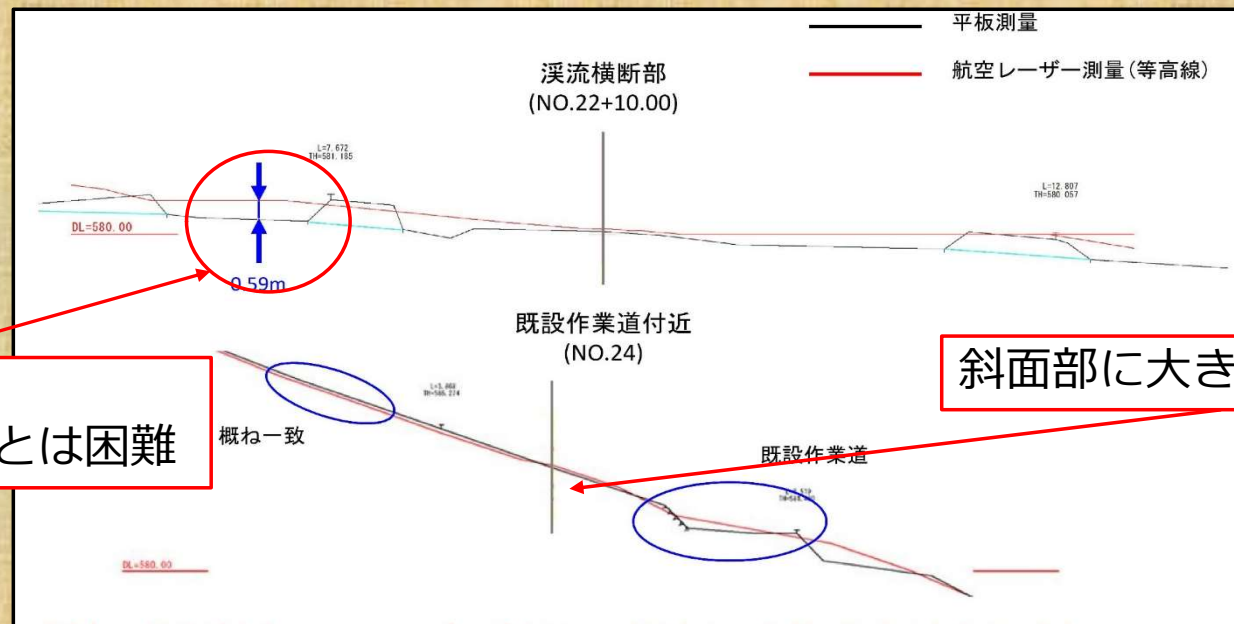 平板測量
航空レーザー測量(等高線)
渓流横断部
(NO.22+10.00)
L=7.672
TH=581.185
L=12.807
TH=580.057
DL=580.00
0.59m
既設作業道付近
(NO.24)
斜面部に大き
とは困難
概ね一致
既設作業道
DL=580.00